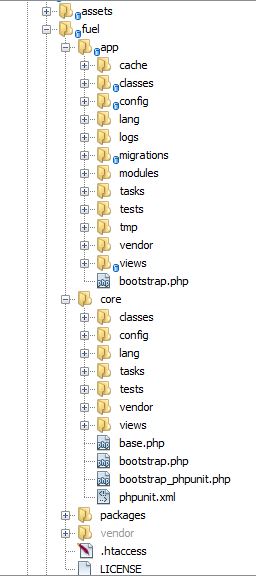 assets
fuel
app
cache
classes
config
lang
logs
migrations
modules
tasks
tests
tmp
vendor
views
bootstrap.php
core
classes
config
lang
tasks
tests
vendor
views
base.php
bootstrap.php
bootstrap_phpunit.php
phpunit.xml
packages
vendor
.htaccess
LICENSE